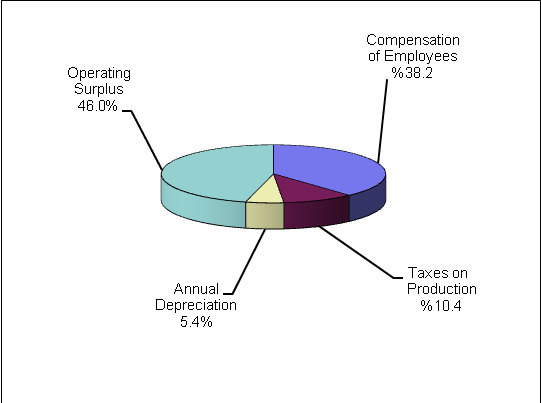 Compensation
of Employees
%38.2
Operating
Surplus
46.0%
Taxes on
Production
%10.4
Annual
Depreciation
5.4%